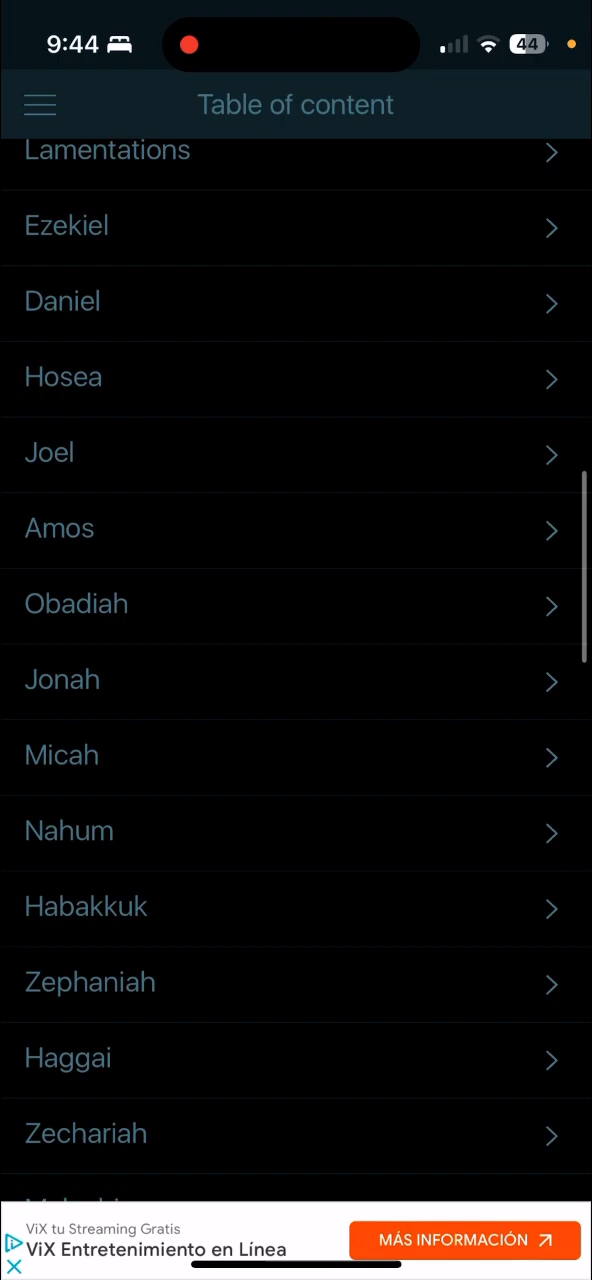 9:44
44
Table of content
Lamentations
Ezekiel
Daniel
Hosea
Joel
Amos
Obadiah
Jonah
Micah
Nahum
Habakkuk
Zephaniah
Haggai
Zechariah
ViX tu Streaming Gratis
ViX Entretenimiento en Línea
MÁS INFORMACIÓN